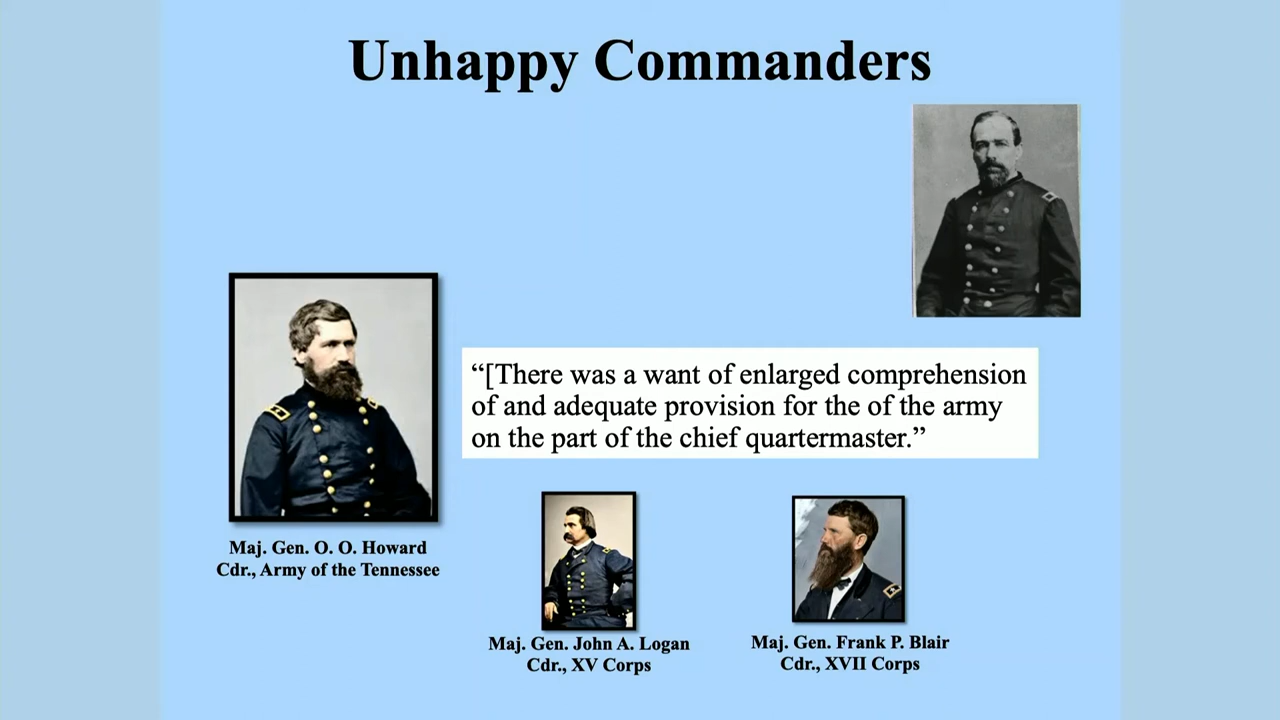 Unhappy Commanders
“[There was a want of enlarged comprehension
of and adequate provision for the of the army
on the part of the chief quartermaster.”
Maj. Gen. O. O. Howard
Cdr., Army of the Tennessee
Maj. Gen. John A. Logan
Cdr., XV Corps
Maj. Gen. Frank P. Blair
Cdr., XVII Corps